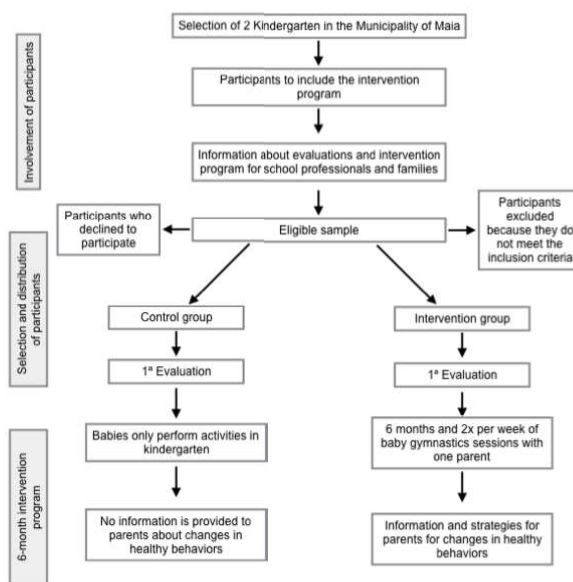 Selection of 2 Kindergarten in the Municipality of Maia
Participants to include the intervention
program
Information about evaluations and intervention
program for school professionals and families
Involvement of participants
Participants who
declined to
participate
Eligible sample
Participants
excluded
because they do
not meet the
inclusion criteria
Selection and distribution
of participants
Control group
Intervention group
1ª Evaluation
1ª Evaluation
Babies only perform activities in
kindergarten
6 months and 2x per week of
baby gymnastics sessions with
one parent
6-month intervention
program
No information is provided to
parents about changes in
healthy behaviors
Information and strategies for
parents for changes in healthy
behaviors